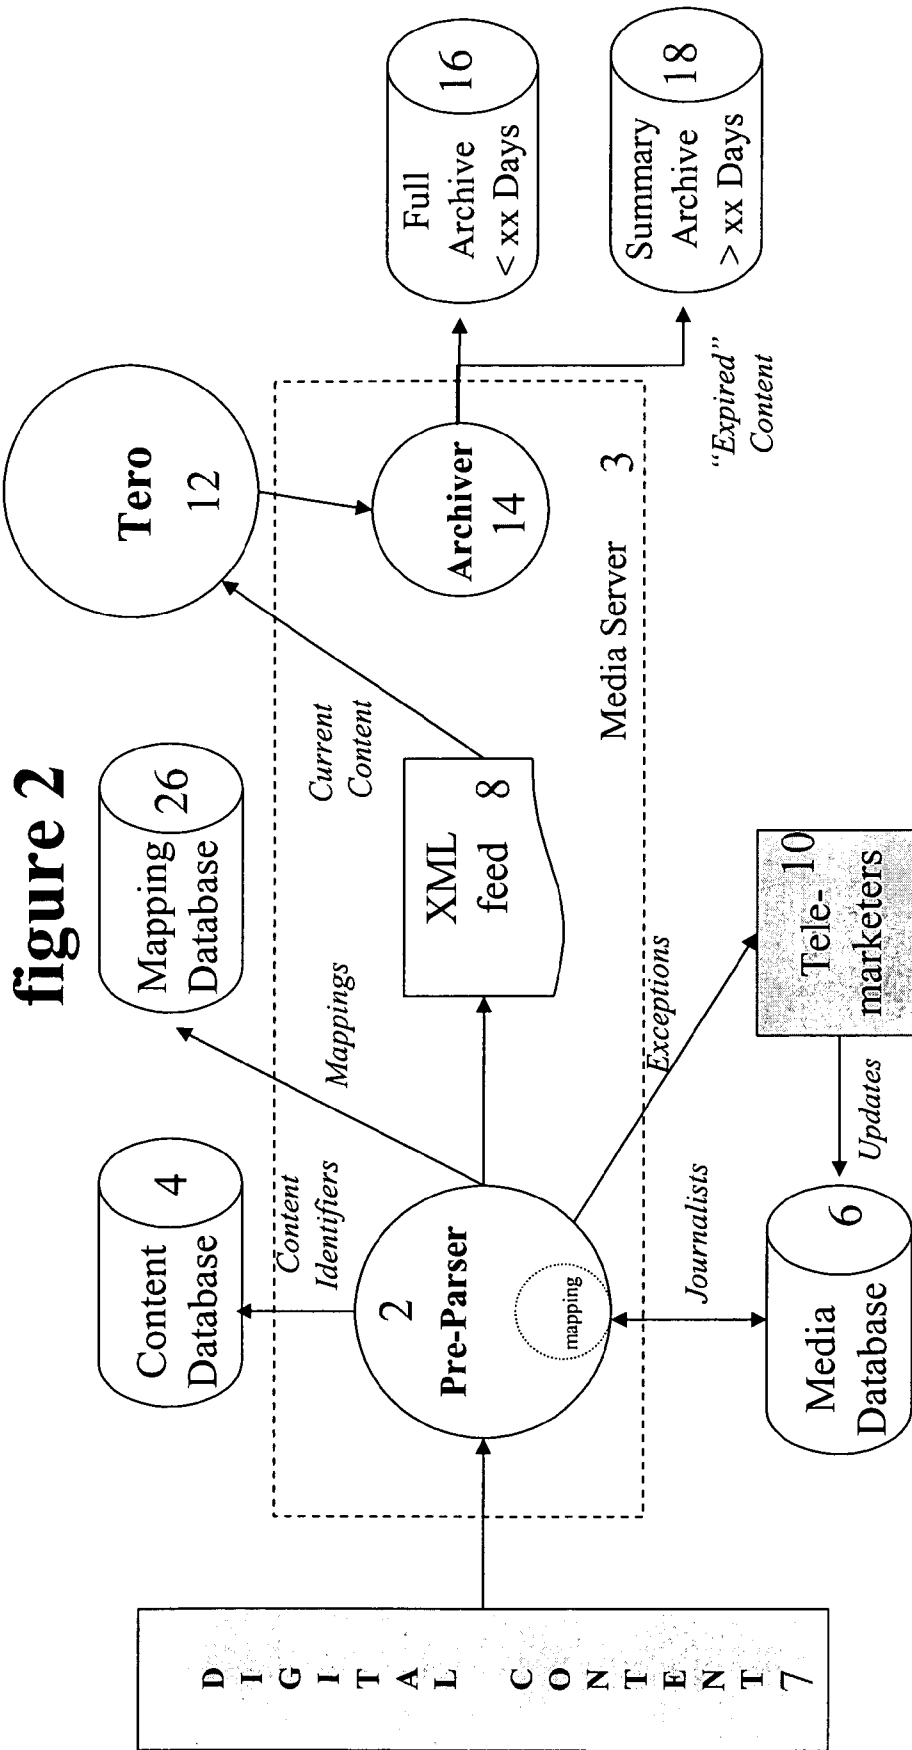 figure 2
DIGITAL CONTENT
7
Content
Database
4
Mapping
Database
26
Tero
12
Content
Identifiers
Mappings
Current
Content
2
Pre-Parser
mapping
XML
feed
8
Archiver
14
Full
Archive
< xx Days
16
Summary
Archive
> xx Days
18
Media Server
3
"Expired"
Content
Journalists
Exceptions
Media
Database
6
Updates
Tele-
marketers
10